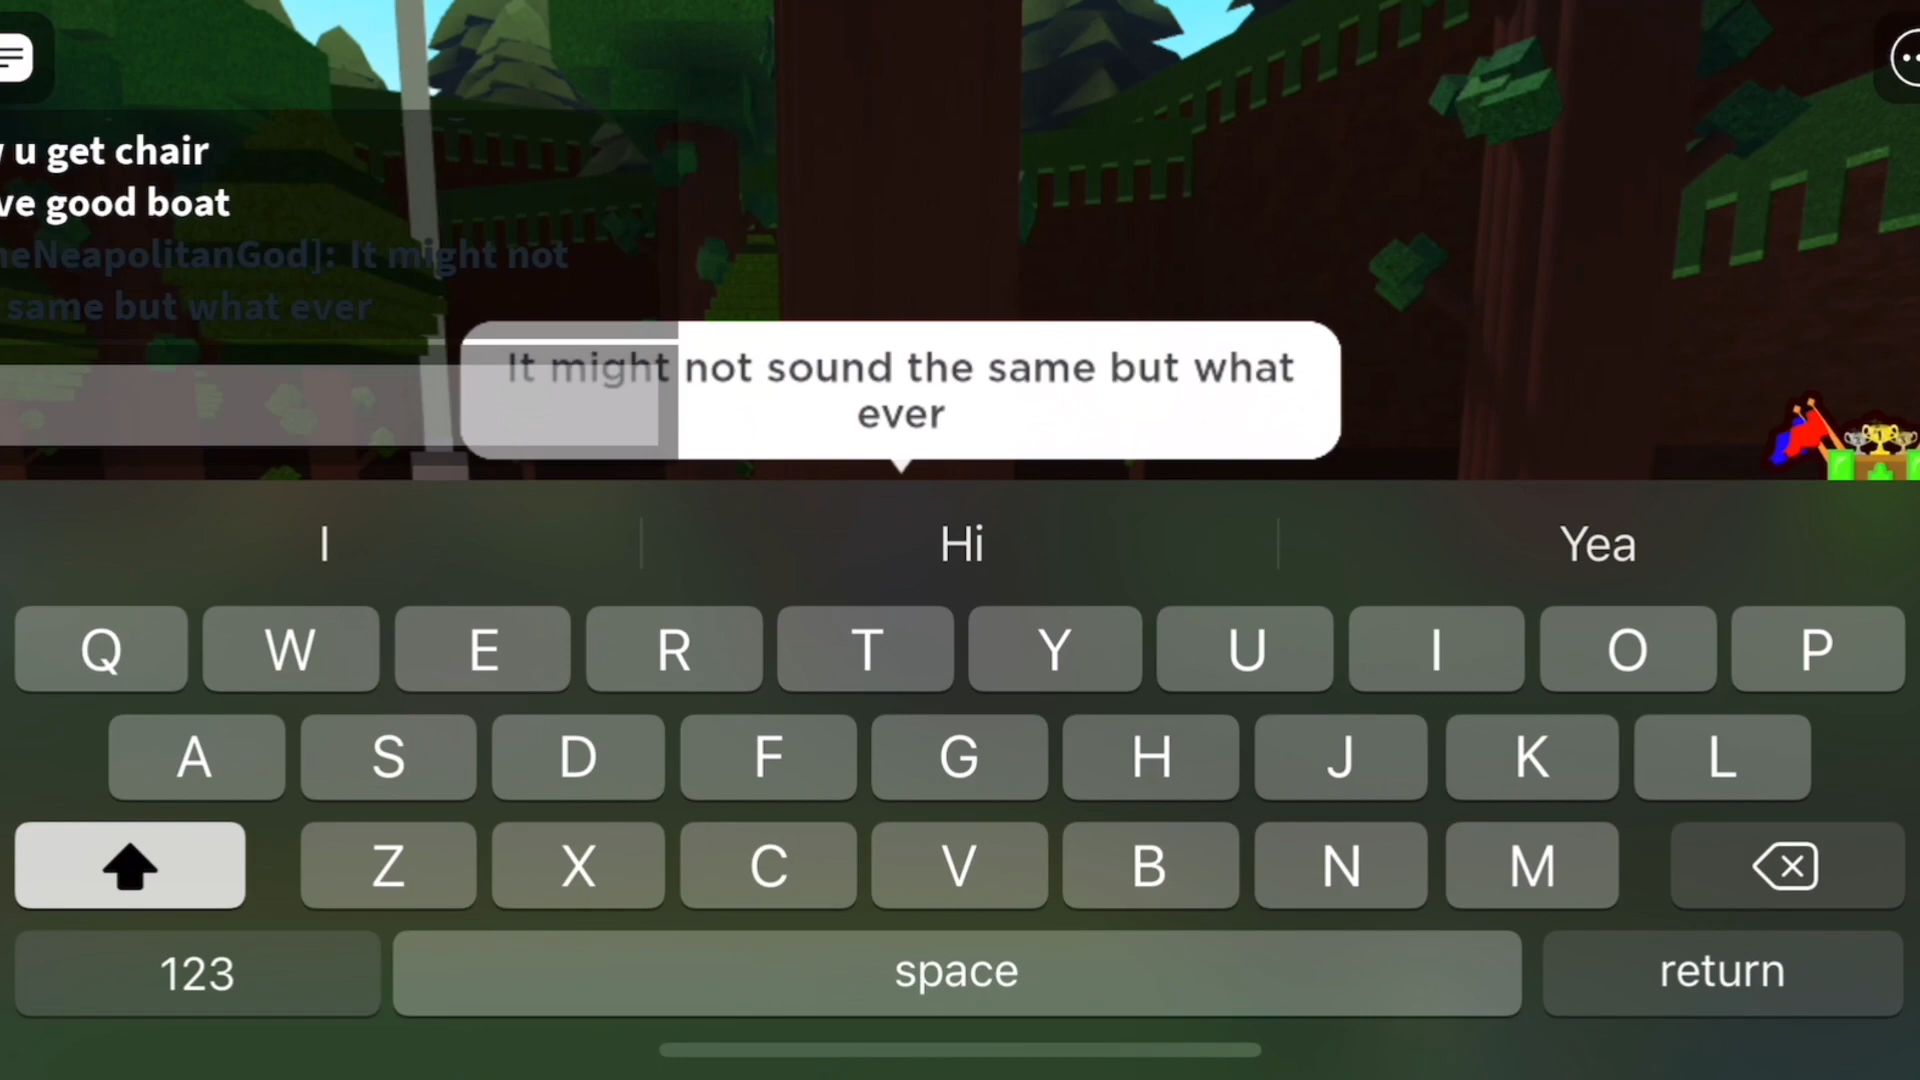 u get chair
ve good boat
eNeapolitanGod]: It might not
same but what ever
It might not sound the same but what
ever
I Hi Yea
Q W E R T Y U I O P
A S D F G H J K L
Z X C V B N M
123 space return